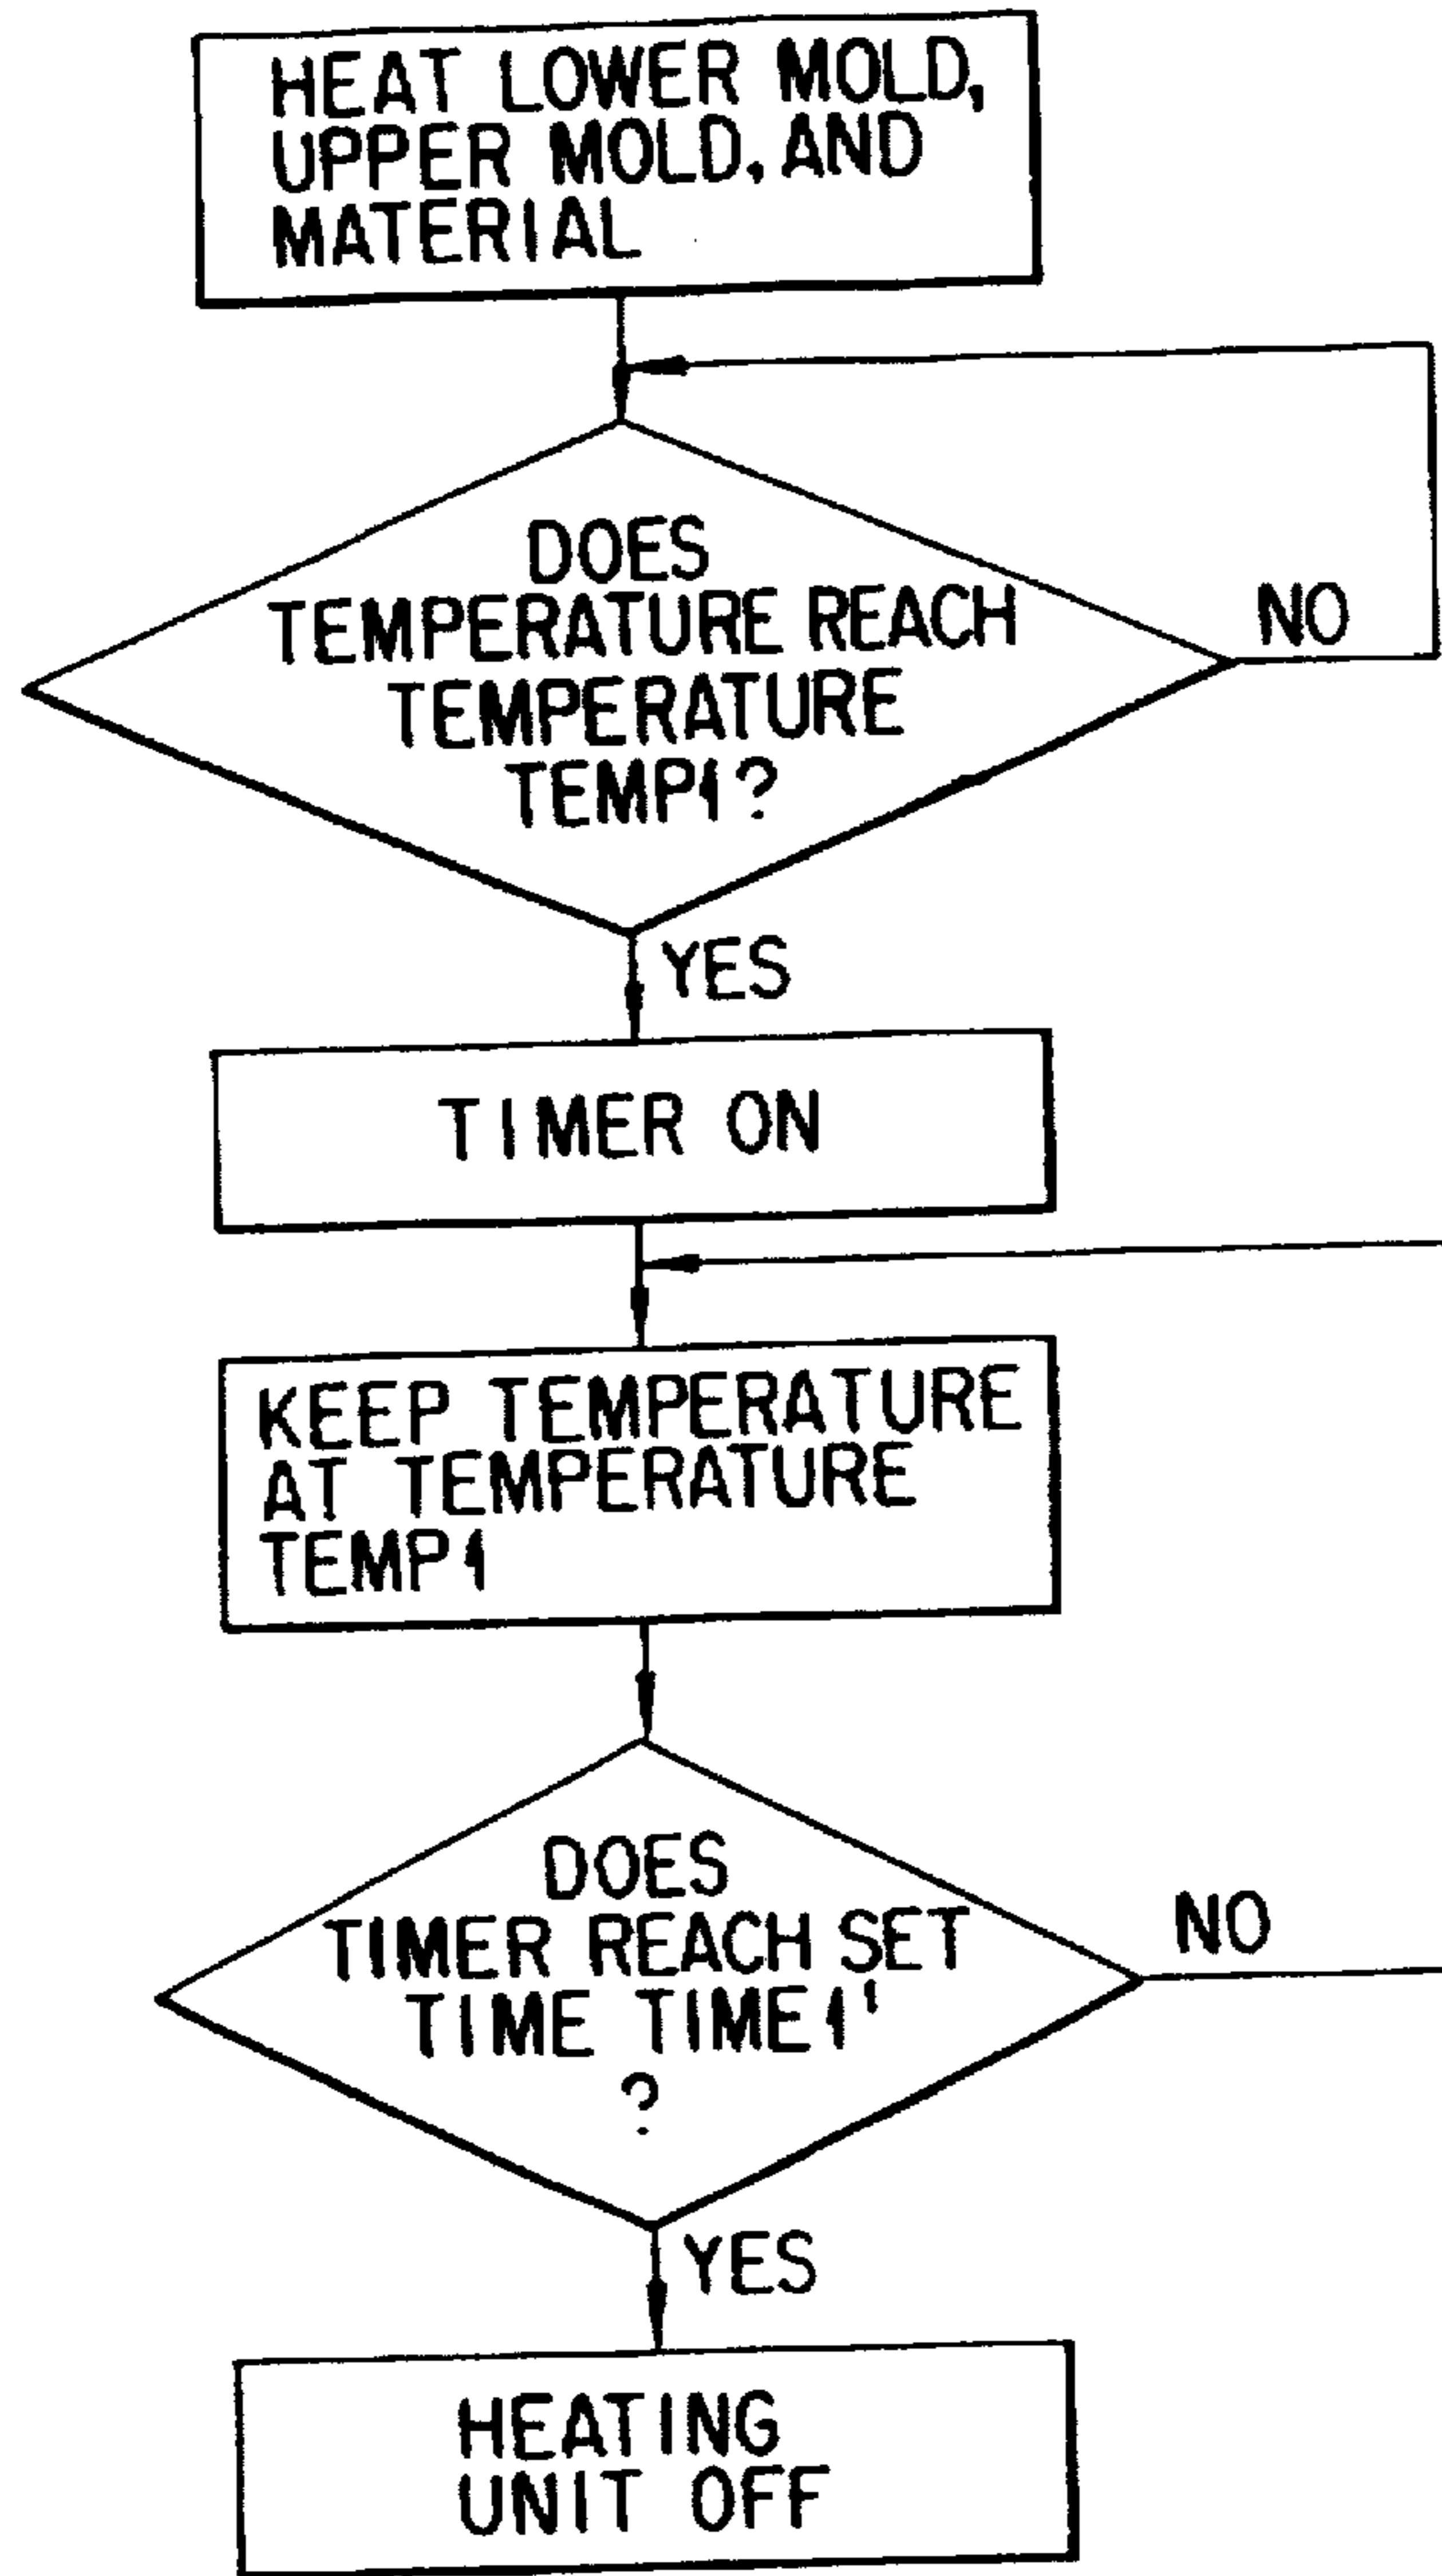 HEAT LOWER MOLD,
UPPER MOLD, AND
MATERIAL
DOES
TEMPERATURE REACH
TEMPERATURE
TEMP1?
NO
YES
TIMER ON
KEEP TEMPERATURE
AT TEMPERATURE
TEMP1
DOES
TIMER REACH SET
TIME TIME1'
?
NO
YES
HEATING
UNIT OFF